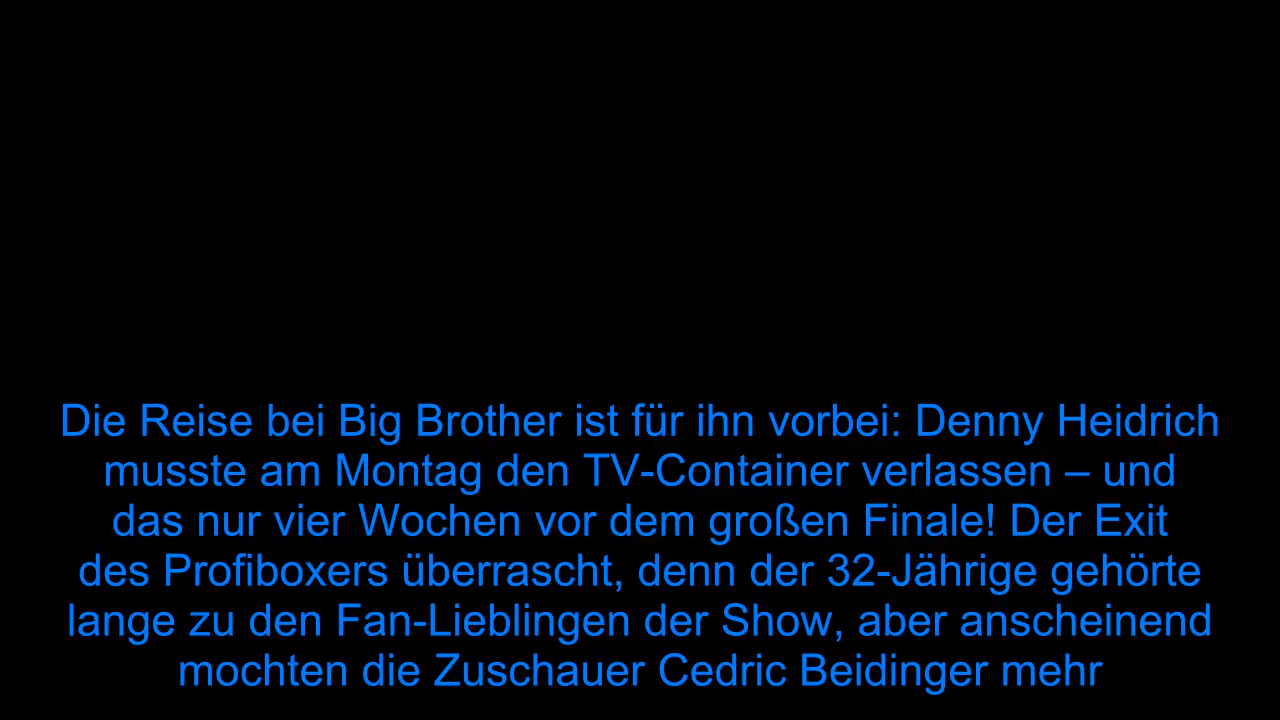 Die Reise bei Big Brother ist für ihn vorbei: Denny Heidrich
musste am Montag den TV-Container verlassen – und
das nur vier Wochen vor dem großen Finale! Der Exit
des Profiboxers überrascht, denn der 32-Jährige gehörte
lange zu den Fan-Lieblingen der Show, aber anscheinend
mochten die Zuschauer Cedric Beidinger mehr